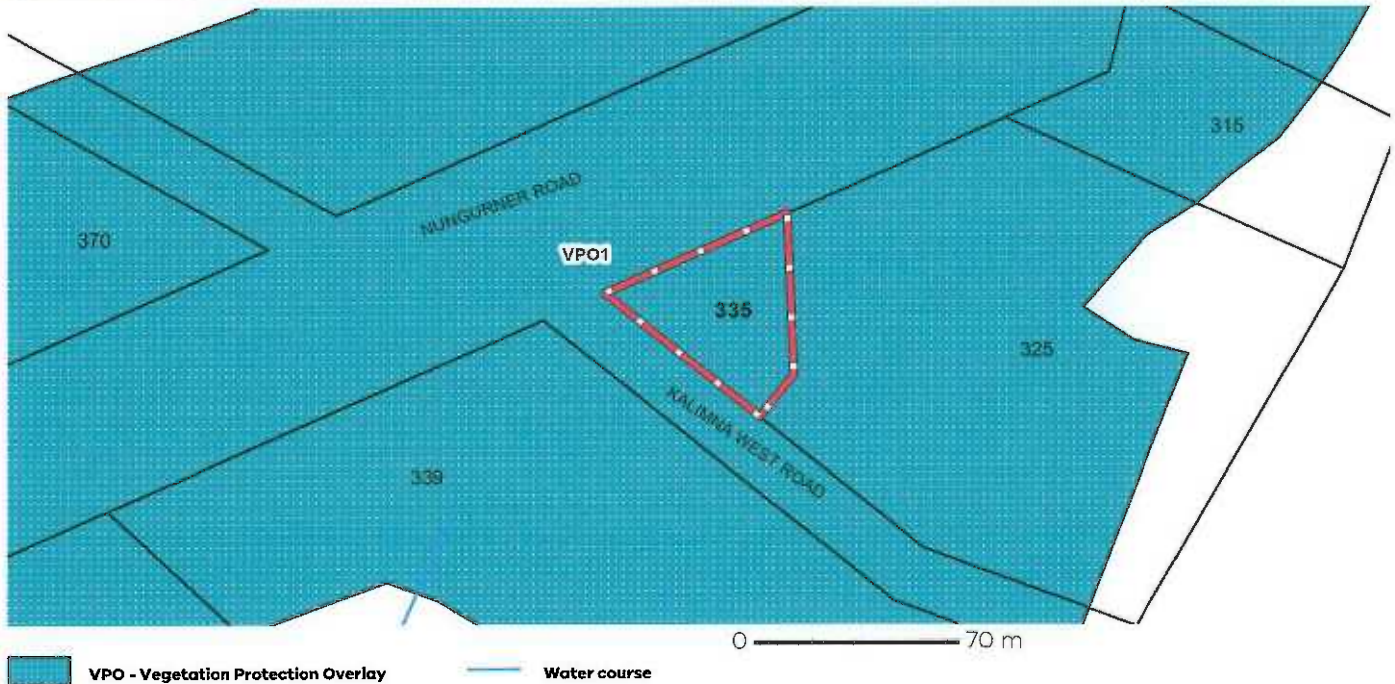 315
NUNGURNER ROAD
370
VPO1
335
325
KALIMNA WEST ROAD
339
0 70 m
VPO - Vegetation Protection Overlay
Water course